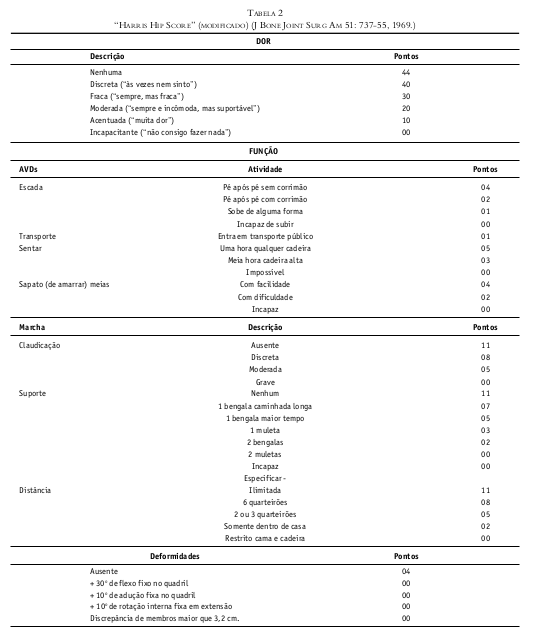 Tabela 2
"Harris Hip Score" (modificado) (J Bone Joint Surg Am 51: 737-55, 1969.)
DOR
Descrição Pontos
Nenhuma 44
Discreta ("às vezes nem sinto") 40
Fraca ("sempre, mas fraca") 30
Moderada ("sempre e incômoda, mas suportável") 20
Acentuada ("muita dor") 10
Incapacitante ("não consigo fazer nada") 00
FUNÇÃO
AVDs Atividade Pontos
Escada Pé após pé sem corrimão 04
Pé após pé com corrimão 02
Sobe de alguma forma 01
Incapaz de subir 00
Transporte Entra em transporte público 01
Sentar Uma hora qualquer cadeira 05
Meia hora cadeira alta 03
Impossível 00
Sapato (de amarrar) meias Com facilidade 04
Com dificuldade 02
Incapaz 00
Marcha Descrição Pontos
Claudicação Ausente 11
Discreta 08
Moderada 05
Grave 00
Suporte Nenhum 11
1 bengala caminhada longa 07
1 bengala maior tempo 05
1 muleta 03
2 bengalas 02
2 muletas 00
Incapaz 00
Especificar-
Distância Ilimitada 11
6 quarteirões 08
2 ou 3 quarteirões 05
Somente dentro de casa 02
Restrito cama e cadeira 00
Deformidades Pontos
Ausente 04
+ 30º de flexo fixo no quadril 00
+ 10º de adução fixa no quadril 00
+ 10º de rotação interna fixa em extensão 00
Discrepância de membros maior que 3,2 cm. 00